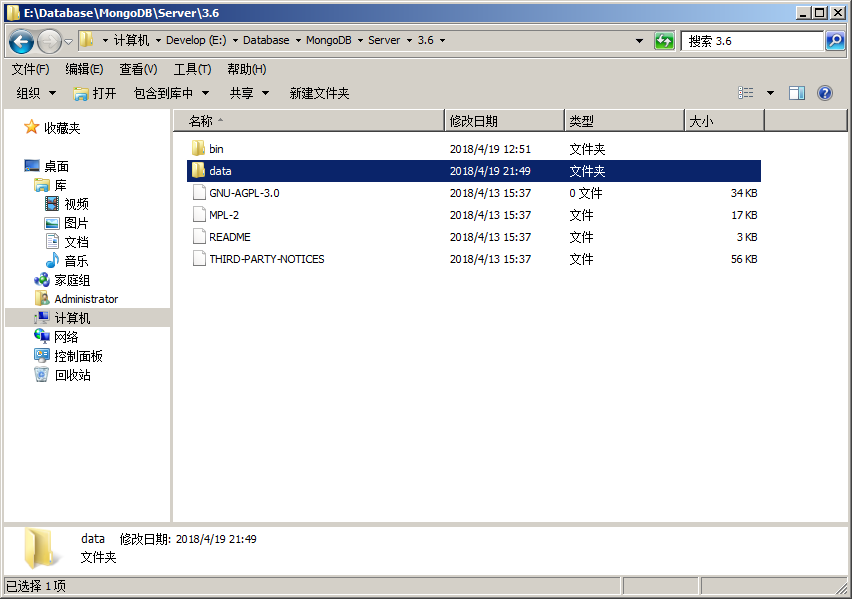 E:\Database\MongoDB\Server\3.6
计算机 Develop (E:) Database MongoDB Server 3.6 搜索 3.6
文件(F) 编辑(E) 查看(V) 工具(T) 帮助(H)
组织 打开 包含到库中 共享 新建文件夹
收藏夹
桌面
库
视频
图片
文档
音乐
家庭组
Administrator
计算机
网络
控制面板
回收站
名称 修改日期 类型 大小
bin 2018/4/19 12:51 文件夹
data 2018/4/19 21:49 文件夹
GNU-AGPL-3.0 2018/4/13 15:37 0 文件 34 KB
MPL-2 2018/4/13 15:37 文件 17 KB
README 2018/4/13 15:37 文件 3 KB
THIRD-PARTY-NOTICES 2018/4/13 15:37 文件 56 KB
data 修改日期: 2018/4/19 21:49
文件夹
已选择 1 项